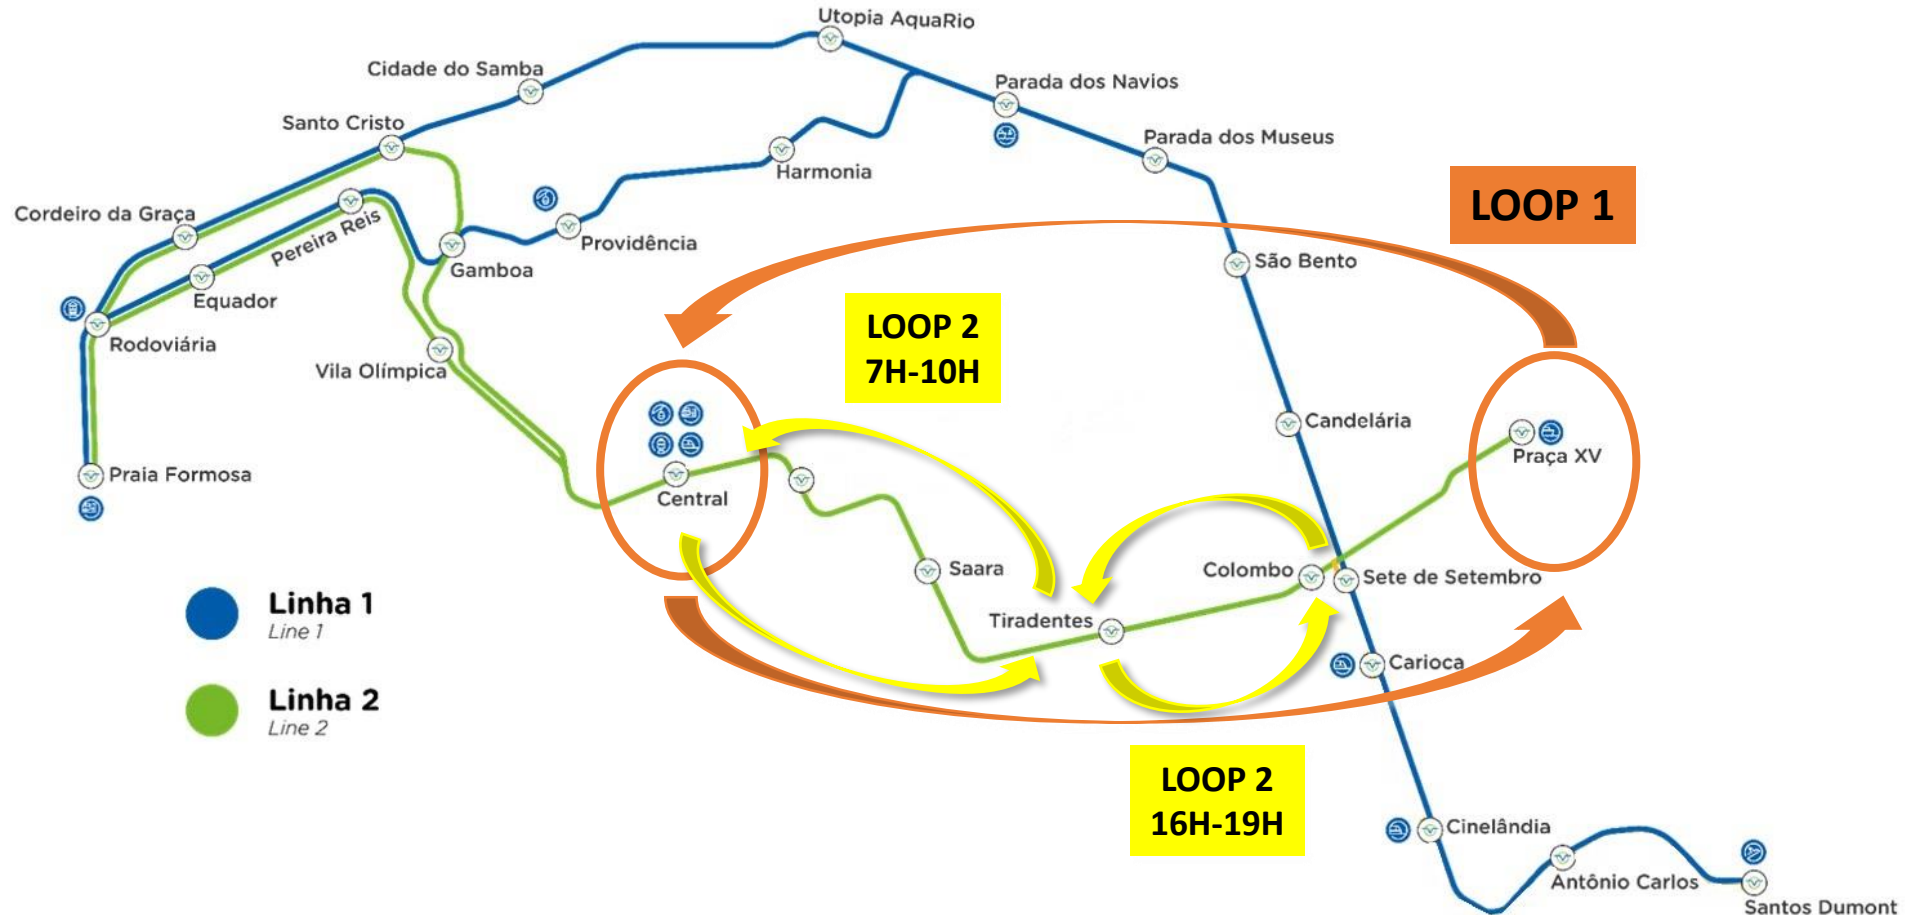 Utopia AquaRio
Cidade do Samba
Parada dos Navios
Santo Cristo
Parada dos Museus
Harmonia
LOOP 1
Cordeiro da Graça
Pereira Reis
Providência
Gamboa
São Bento
Equador
Rodoviária
LOOP 2
7H-10H
Vila Olímpica
Candelária
Praça XV
Praia Formosa
Central
Saara
Colombo
Sete de Setembro
Tiradentes
Linha 1
Line 1
Carioca
Linha 2
Line 2
LOOP 2
16H-19H
Cinelândia
Antônio Carlos
Santos Dumont